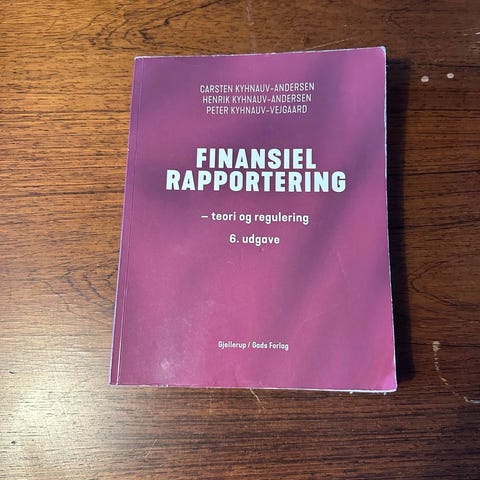 CARSTEN KYHNAUV-ANDERSEN
HENRIK KYHNAUV-ANDERSEN
PETER KYHNAUV-VEJGAARD
FINANSIEL
RAPPORTERING
– teori og regulering
6. udgave
Gjellerup / Gads Forlag